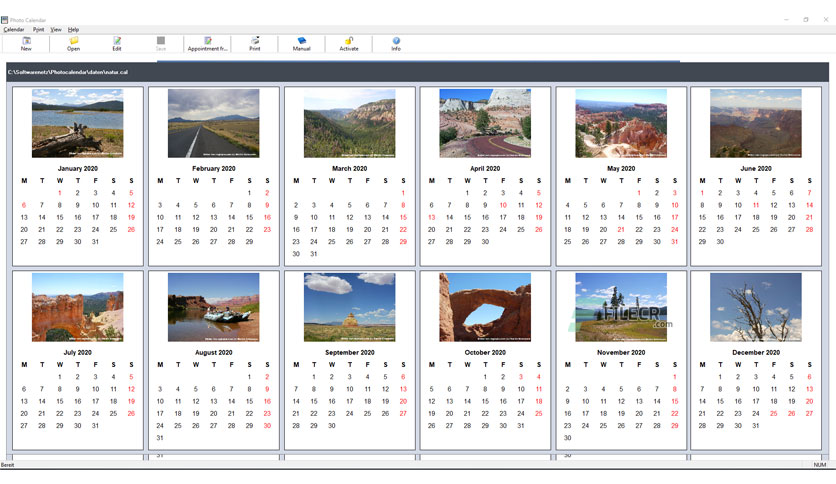 Photo Calendar
Calendar Print View Help
New Open Edit Save Appointment fr... Print Manual Activate Info
C:\Softwarenetz\Photocalendar\daten\natur.cal
January 2020
M T W T F S S
1 2 3 4 5
6 7 8 9 10 11 12
13 14 15 16 17 18 19
20 21 22 23 24 25 26
27 28 29 30 31
February 2020
M T W T F S S
1 2
3 4 5 6 7 8 9
10 11 12 13 14 15 16
17 18 19 20 21 22 23
24 25 26 27 28 29
March 2020
M T W T F S S
1
2 3 4 5 6 7 8
9 10 11 12 13 14 15
16 17 18 19 20 21 22
23 24 25 26 27 28 29
30 31
April 2020
M T W T F S S
1 2 3 4 5
6 7 8 9 10 11 12
13 14 15 16 17 18 19
20 21 22 23 24 25 26
27 28 29 30
May 2020
M T W T F S S
1 2 3
4 5 6 7 8 9 10
11 12 13 14 15 16 17
18 19 20 21 22 23 24
25 26 27 28 29 30 31
June 2020
M T W T F S S
1 2 3 4 5 6 7
8 9 10 11 12 13 14
15 16 17 18 19 20 21
22 23 24 25 26 27 28
29 30
July 2020
M T W T F S S
1 2 3 4 5
6 7 8 9 10 11 12
13 14 15 16 17 18 19
20 21 22 23 24 25 26
27 28 29 30 31
August 2020
M T W T F S S
1 2
3 4 5 6 7 8 9
10 11 12 13 14 15 16
17 18 19 20 21 22 23
24 25 26 27 28 29 30
31
September 2020
M T W T F S S
1 2 3 4 5 6
7 8 9 10 11 12 13
14 15 16 17 18 19 20
21 22 23 24 25 26 27
28 29 30
October 2020
M T W T F S S
1 2 3 4
5 6 7 8 9 10 11
12 13 14 15 16 17 18
19 20 21 22 23 24 25
26 27 28 29 30 31
FILECR
.com
November 2020
M T W T F S S
1
2 3 4 5 6 7 8
9 10 11 12 13 14 15
16 17 18 19 20 21 22
23 24 25 26 27 28 29
30
December 2020
M T W T F S S
1 2 3 4 5 6
7 8 9 10 11 12 13
14 15 16 17 18 19 20
21 22 23 24 25 26 27
28 29 30 31
Bereit NUM